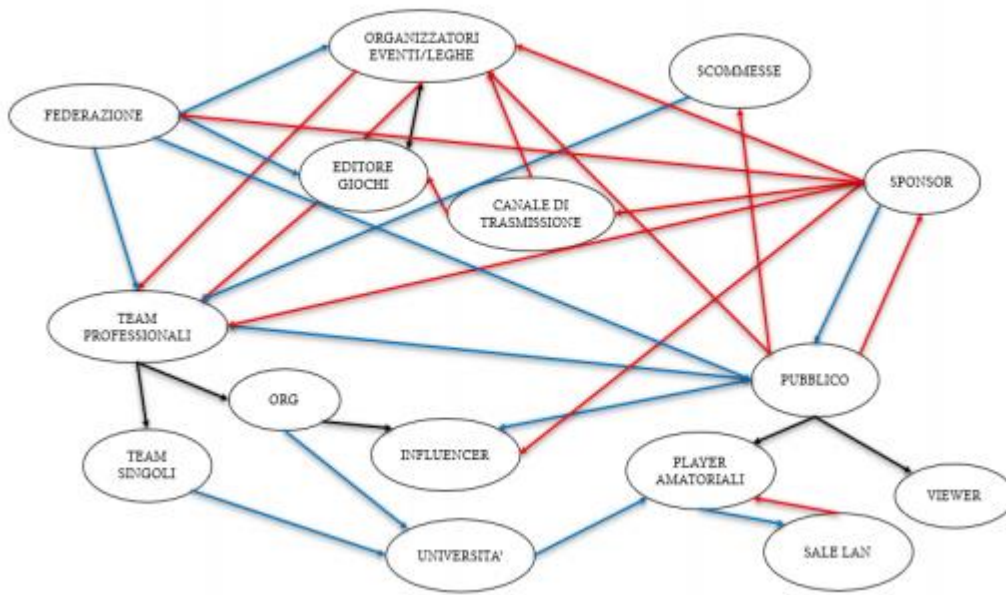 ORGANIZZATORI
EVENTI/LEGHE
SCOMMESSE
FEDERAZIONE
EDITORE
GIOCHI
SPONSOR
CANALE DI
TRASMISSIONE
TEAM
PROFESSIONALI
PUBBLICO
ORG
TEAM
SINGOLI
INFLUENCER
PLAYER
AMATORIALI
VIEWER
UNIVERSITA'
SALE LAN